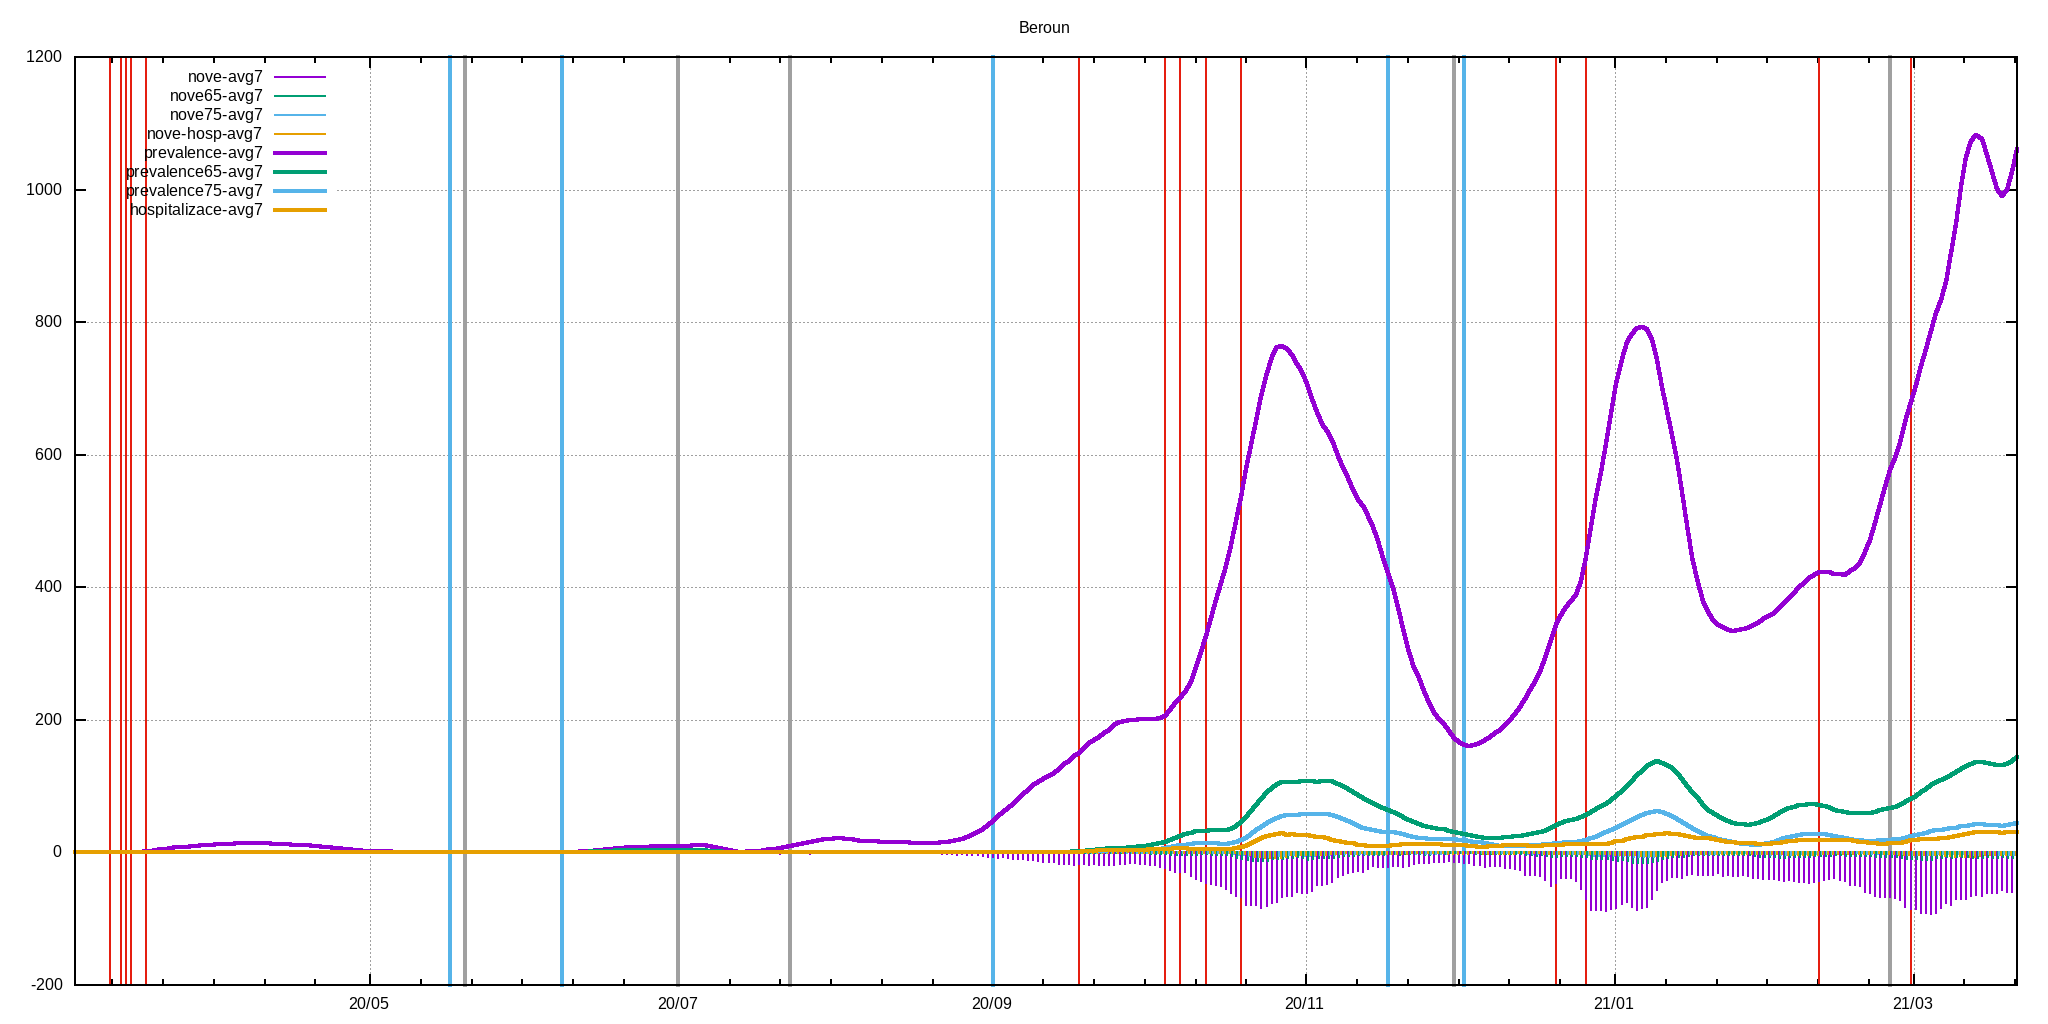 Beroun
1200
1000
800
600
400
200
0
-200
nove-avg7
nove65-avg7
nove75-avg7
nove-hosp-avg7
prevalence-avg7
prevalence65-avg7
prevalence75-avg7
hospitalizace-avg7
20/05 20/07 20/09 20/11 21/01 21/03